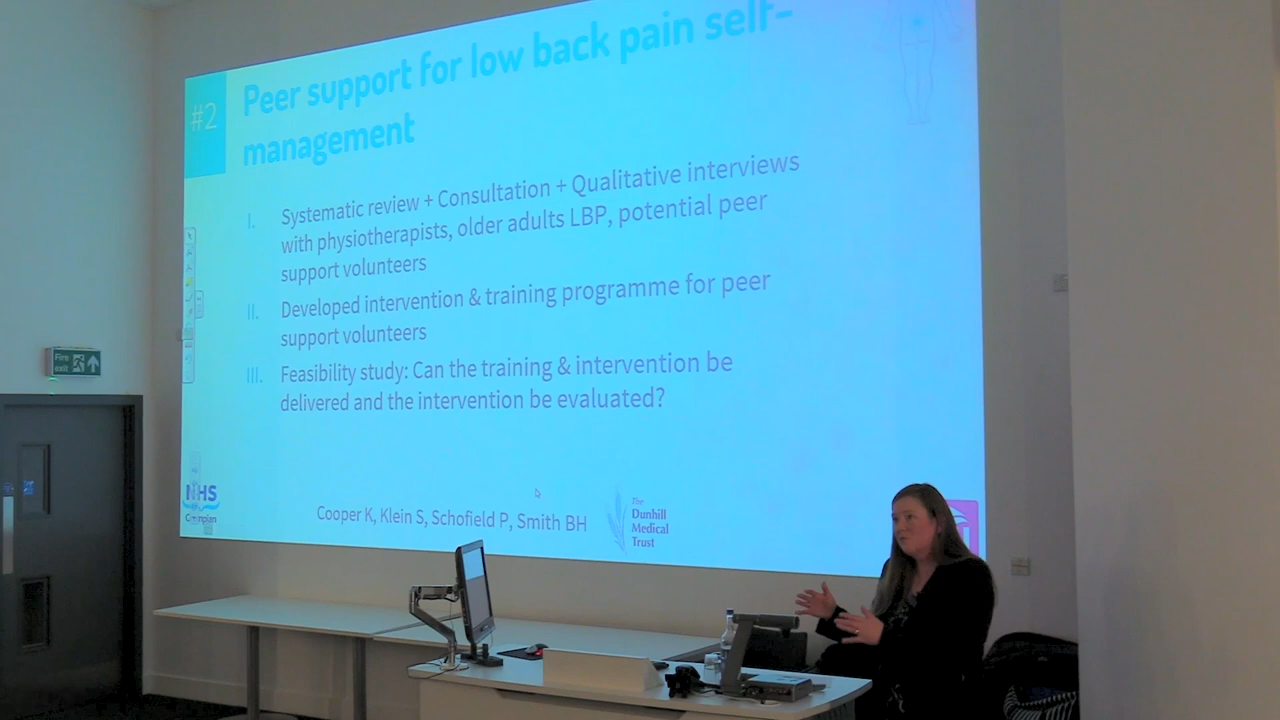 #2
Peer support for low back pain self-
management
I. Systematic review + Consultation + Qualitative interviews
with physiotherapists, older adults LBP, potential peer
support volunteers
II. Developed intervention & training programme for peer
support volunteers
III. Feasibility study: Can the training & intervention be
delivered and the intervention be evaluated?
Fire
exit
NHS
Grampian
Cooper K, Klein S, Schofield P, Smith BH
The
Dunhill
Medical
Trust